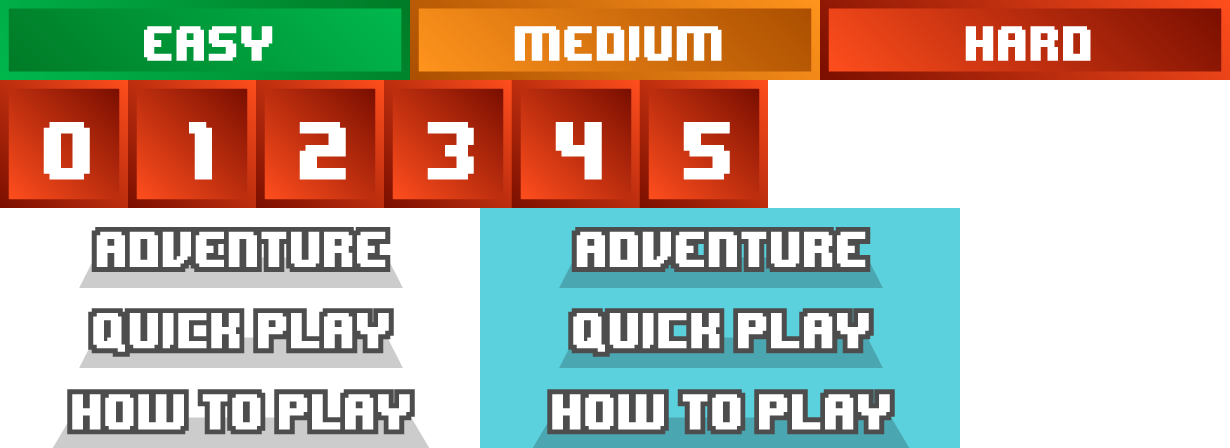 EASY MEDIUM HARD
0 1 2 3 4 5
ADVENTURE ADVENTURE
QUICK PLAY QUICK PLAY
HOW TO PLAY HOW TO PLAY